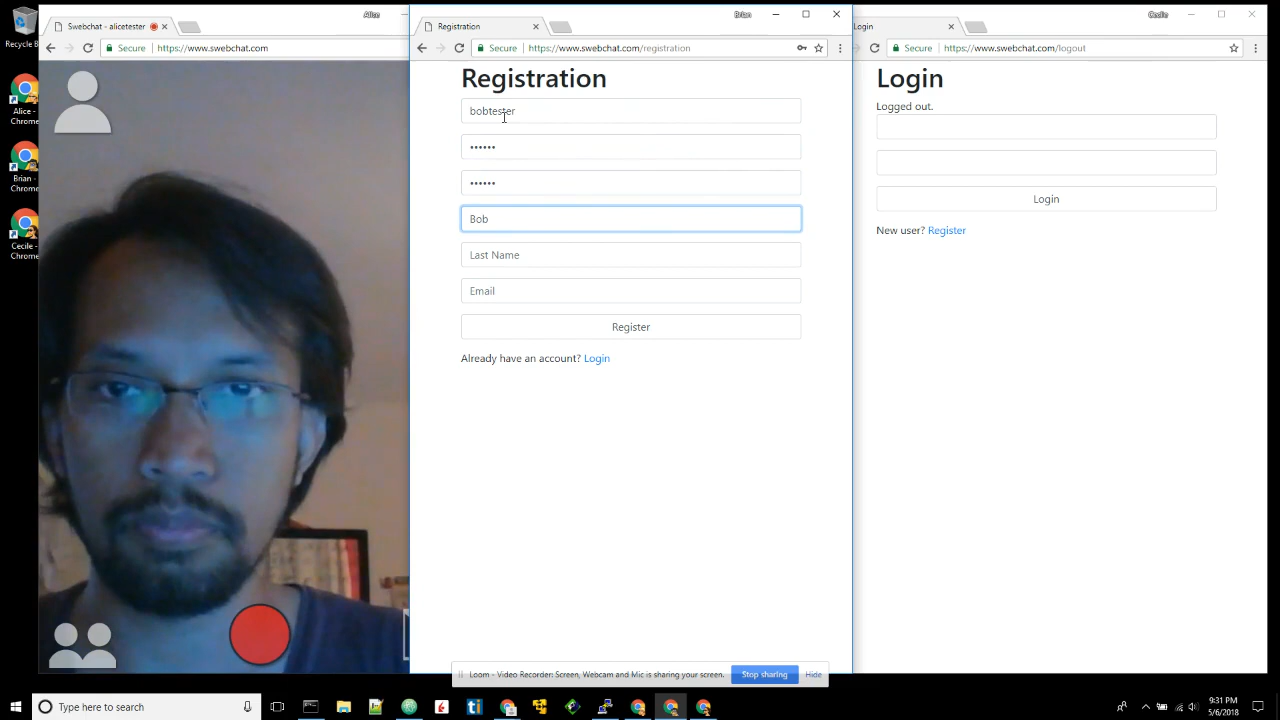 Recycle B
Alice -
Chrome
Brian -
Chrome
Cecile -
Chrome
Swebchat - alicetester
Alice
Secure
https://www.swebchat.com
Registration
Brian
Secure
https://www.swebchat.com/registration
Registration
bobtester
••••••
••••••
Bob
Last Name
Email
Register
Already have an account? Login
Login
Cecile
Secure
https://www.swebchat.com/logout
Login
Logged out.
Login
New user? Register
Loom - Video Recorder: Screen, Webcam and Mic is sharing your screen.
Stop sharing
Hide
Type here to search
9:31 PM
5/6/2018